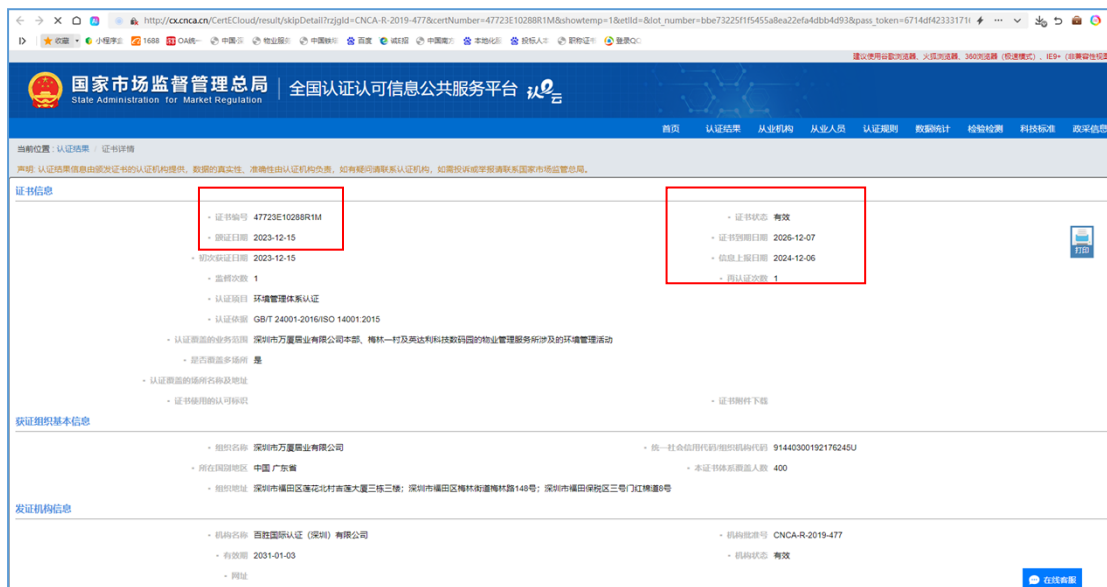 http://cx.cnca.cn/CertECloud/result/skipDetail?rzjgId=CNCA-R-2019-477&certNumber=47723E10288R1M&showtemp=1&etild=&lot_number=bbe73225f1f5455a8ea22efa4dbb4d93&pass_token=6714df42333171
收藏 1688 OA统一 百度 诚E招 登录QC
建议使用谷歌浏览器、火狐浏览器、360浏览器（极速模式），IE9+（非兼容性视图
国家市场监督管理总局 全国认证认可信息公共服务平台 认e云
State Administration for Market Regulation
首页 认证结果 从业机构 从业人员 认证规则 数据统计 检验检测 科技标准 政采信息
当前位置：认证结果 / 证书详情
声明: 认证结果信息由颁发证书的认证机构提供，数据的真实性、准确性由认证机构负责，如有疑问请联系认证机构，如需投诉或举报请联系国家市场监管总局。
证书信息
证书编号 47723E10288R1M 证书状态 有效
颁证日期 2023-12-15 证书到期日期 2026-12-07
初次获证日期 2023-12-15 信息上报日期 2024-12-06
监督次数 1 再认证次数 1
认证项目 环境管理体系认证
认证依据 GB/T 24001-2016/ISO 14001:2015
认证覆盖的业务范围 深圳市万厦居业有限公司本部、梅林一村及英达利科技数码园的物业管理服务所涉及的环境管理活动
是否覆盖多场所 是
认证覆盖的场所名称及地址
证书使用的认可标识 证书附件下载
打印
获证组织基本信息
组织名称 深圳市万厦居业有限公司 统一社会信用代码/组织机构代码 91440300192176245U
所在国别地区 中国 广东省 本证书体系覆盖人数 400
组织地址 深圳市福田区莲花北村吉莲大厦三栋三楼；深圳市福田区梅林街道梅林路148号；深圳市福田保税区三号门红棉道8号
发证机构信息
机构名称 百胜国际认证（深圳）有限公司 机构批准号 CNCA-R-2019-477
有效期 2031-01-03 机构状态 有效
网址
在线客服